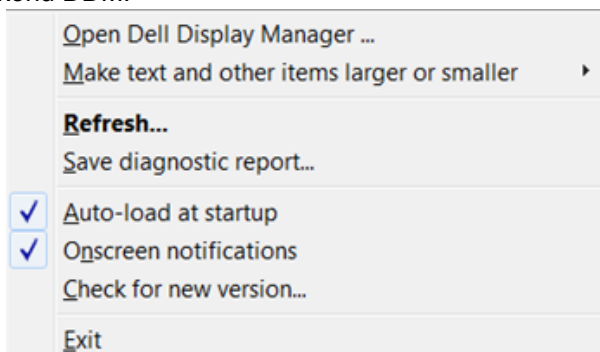 Open Dell Display Manager ...
Make text and other items larger or smaller
Refresh...
Save diagnostic report...
Auto-load at startup
Onscreen notifications
Check for new version...
Exit